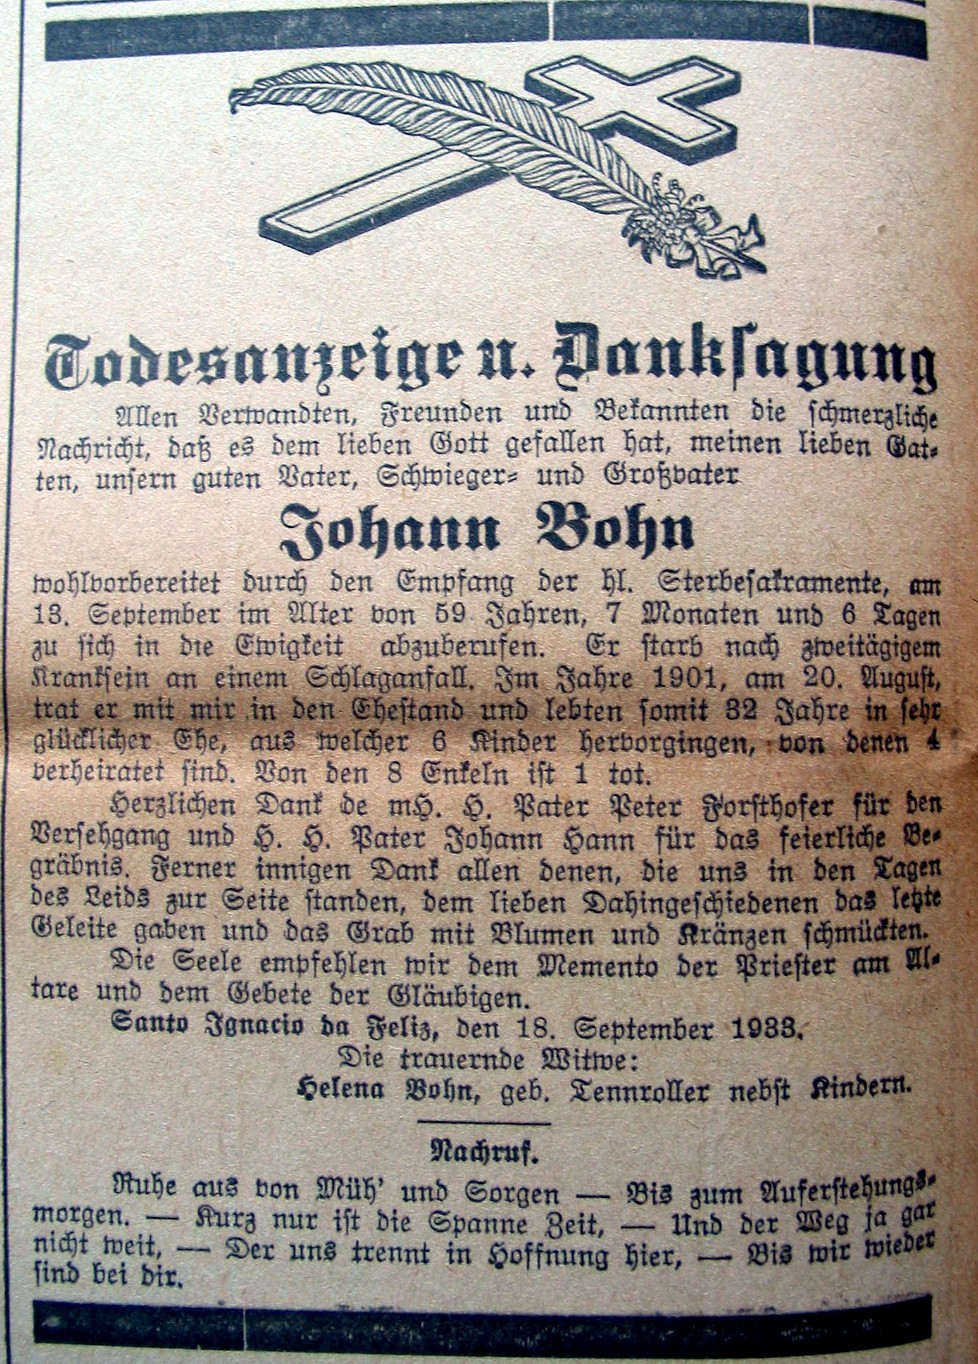 Todesanzeige u. Dankſagung
Allen Verwandten, Freunden und Bekannten die ſchmerzliche
Nachricht, daß es dem lieben Gott gefallen hat, meinen lieben Gat-
ten, unſern guten Vater, Schwieger- und Großvater
Johann Bohn
wohlvorbereitet durch den Empfang der hl. Sterbeſakramente, am
13. September im Alter von 59 Jahren, 7 Monaten und 6 Tagen
zu ſich in die Ewigkeit abzuberufen. Er ſtarb nach zweitägigem
Krankſein an einem Schlaganfall. Im Jahre 1901, am 20. Auguſt,
trat er mit mir in den Eheſtand und lebten ſomit 32 Jahre in ſehr
glücklicher Ehe, aus welcher 6 Kinder hervorgingen, von denen 4
verheiratet ſind. Von den 8 Enkeln iſt 1 tot.
Herzlichen Dank de mH. H. Pater Peter Forſthofer für den
Verſehgang und H. H. Pater Johann Hann für das feierliche Be-
gräbnis. Ferner innigen Dank allen denen, die uns in den Tagen
des Leids zur Seite ſtanden, dem lieben Dahingeſchiedenen das letzte
Geleite gaben und das Grab mit Blumen und Kränzen ſchmückten.
Die Seele empfehlen wir dem Memento der Prieſter am Al-
tare und dem Gebete der Gläubigen.
Santo Ignacio da Feliz, den 18. September 1933.
Die trauernde Witwe:
Helena Bohn, geb. Tennroller nebſt Kindern.
Nachruf.
Ruhe aus von Müh' und Sorgen — Bis zum Auferſtehungs-
morgen. — Kurz nur iſt die Spanne Zeit, — Und der Weg ja gar
nicht weit, — Der uns trennt in Hoffnung hier, — Bis wir wieder
ſind bei dir.